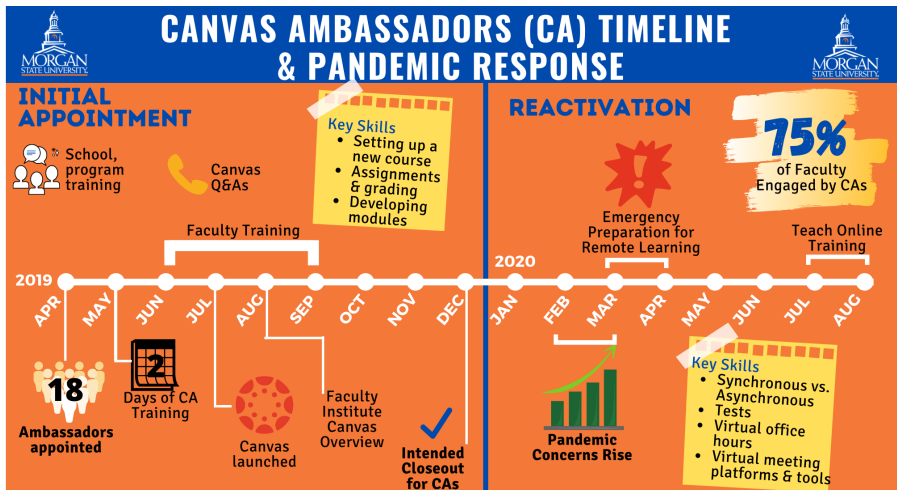 CANVAS AMBASSADORS (CA) TIMELINE
& PANDEMIC RESPONSE
MORGAN
STATE UNIVERSITY
MORGAN
STATE UNIVERSITY
INITIAL
APPOINTMENT
School,
program
training
Canvas
Q&As
Key Skills
• Setting up a
new course
• Assignments
& grading
• Developing
modules
Faculty Training
2019
APR
MAY
JUN
JUL
AUG
SEP
OCT
NOV
DEC
18
Ambassadors
appointed
2
Days of CA
Training
Canvas
launched
Faculty
Institute
Canvas
Overview
Intended
Closeout
for CAs
REACTIVATION
75%
of Faculty
Engaged by CAs
Emergency
Preparation for
Remote Learning
Teach Online
Training
2020
JAN
FEB
MAR
APR
MAY
JUN
JUL
AUG
Pandemic
Concerns Rise
Key Skills
• Synchronous vs.
Asynchronous
• Tests
• Virtual office
hours
• Virtual meeting
platforms & tools